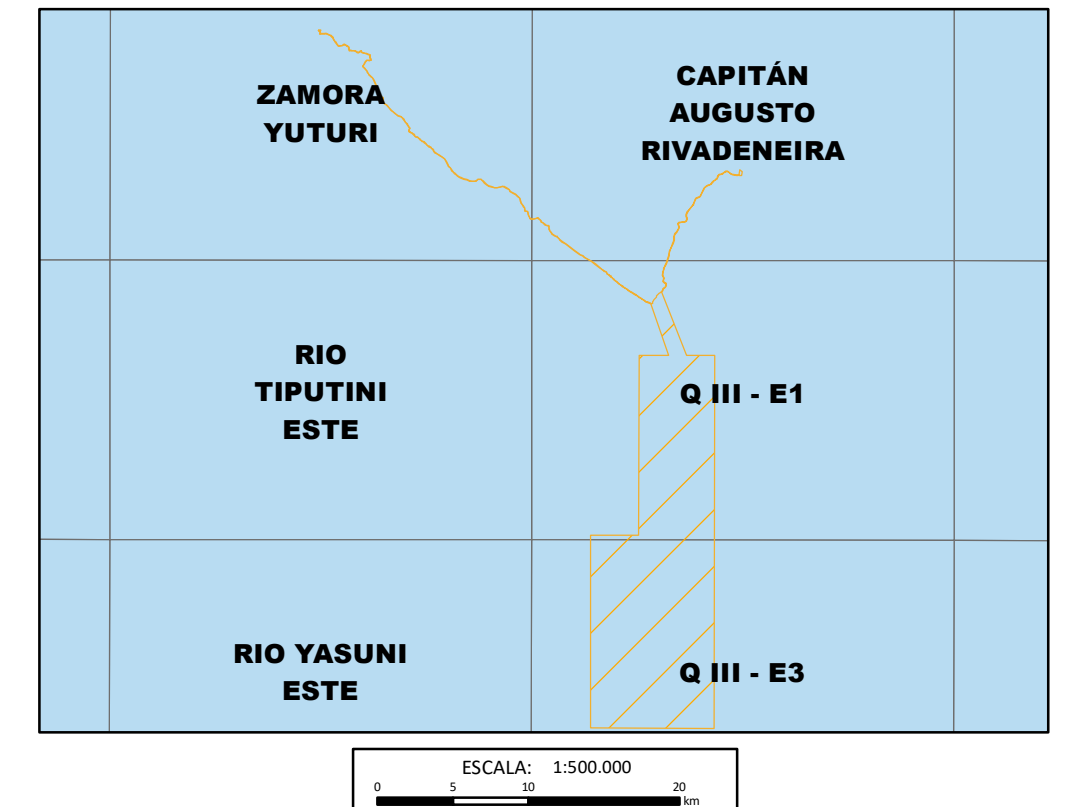 ZAMORA
YUTURI
CAPITÁN
AUGUSTO
RIVADENEIRA
RIO
TIPUTINI
ESTE
Q III - E1
RIO YASUNI
ESTE
Q III - E3
ESCALA: 1:500.000
0 5 10 20
km